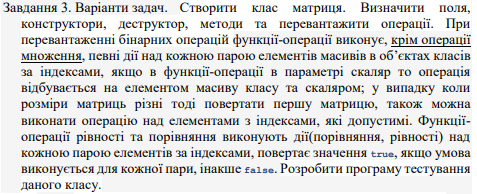 Завдання 3. Варіанти задач. Створити клас матриця. Визначити поля,
конструктори, деструктор, методи та перевантажити операції. При
перевантаженні бінарних операцій функції-операції виконує, крім операції
множення, певні дії над кожною парою елементів масивів в об'єктах класів
за індексами, якщо в функції-операції в параметрі скаляр то операція
відбувається на елементом масиву класу та скаляром; у випадку коли
розміри матриць різні тоді повертати першу матрицю, також можна
виконати операцію над елементами з індексами, які допустимі. Функції-
операції рівності та порівняння виконують дії(порівняння, рівності) над
кожною парою елементів за індексами, повертає значення true, якщо умова
виконується для кожної пари, інакше false. Розробити програму тестування
даного класу.